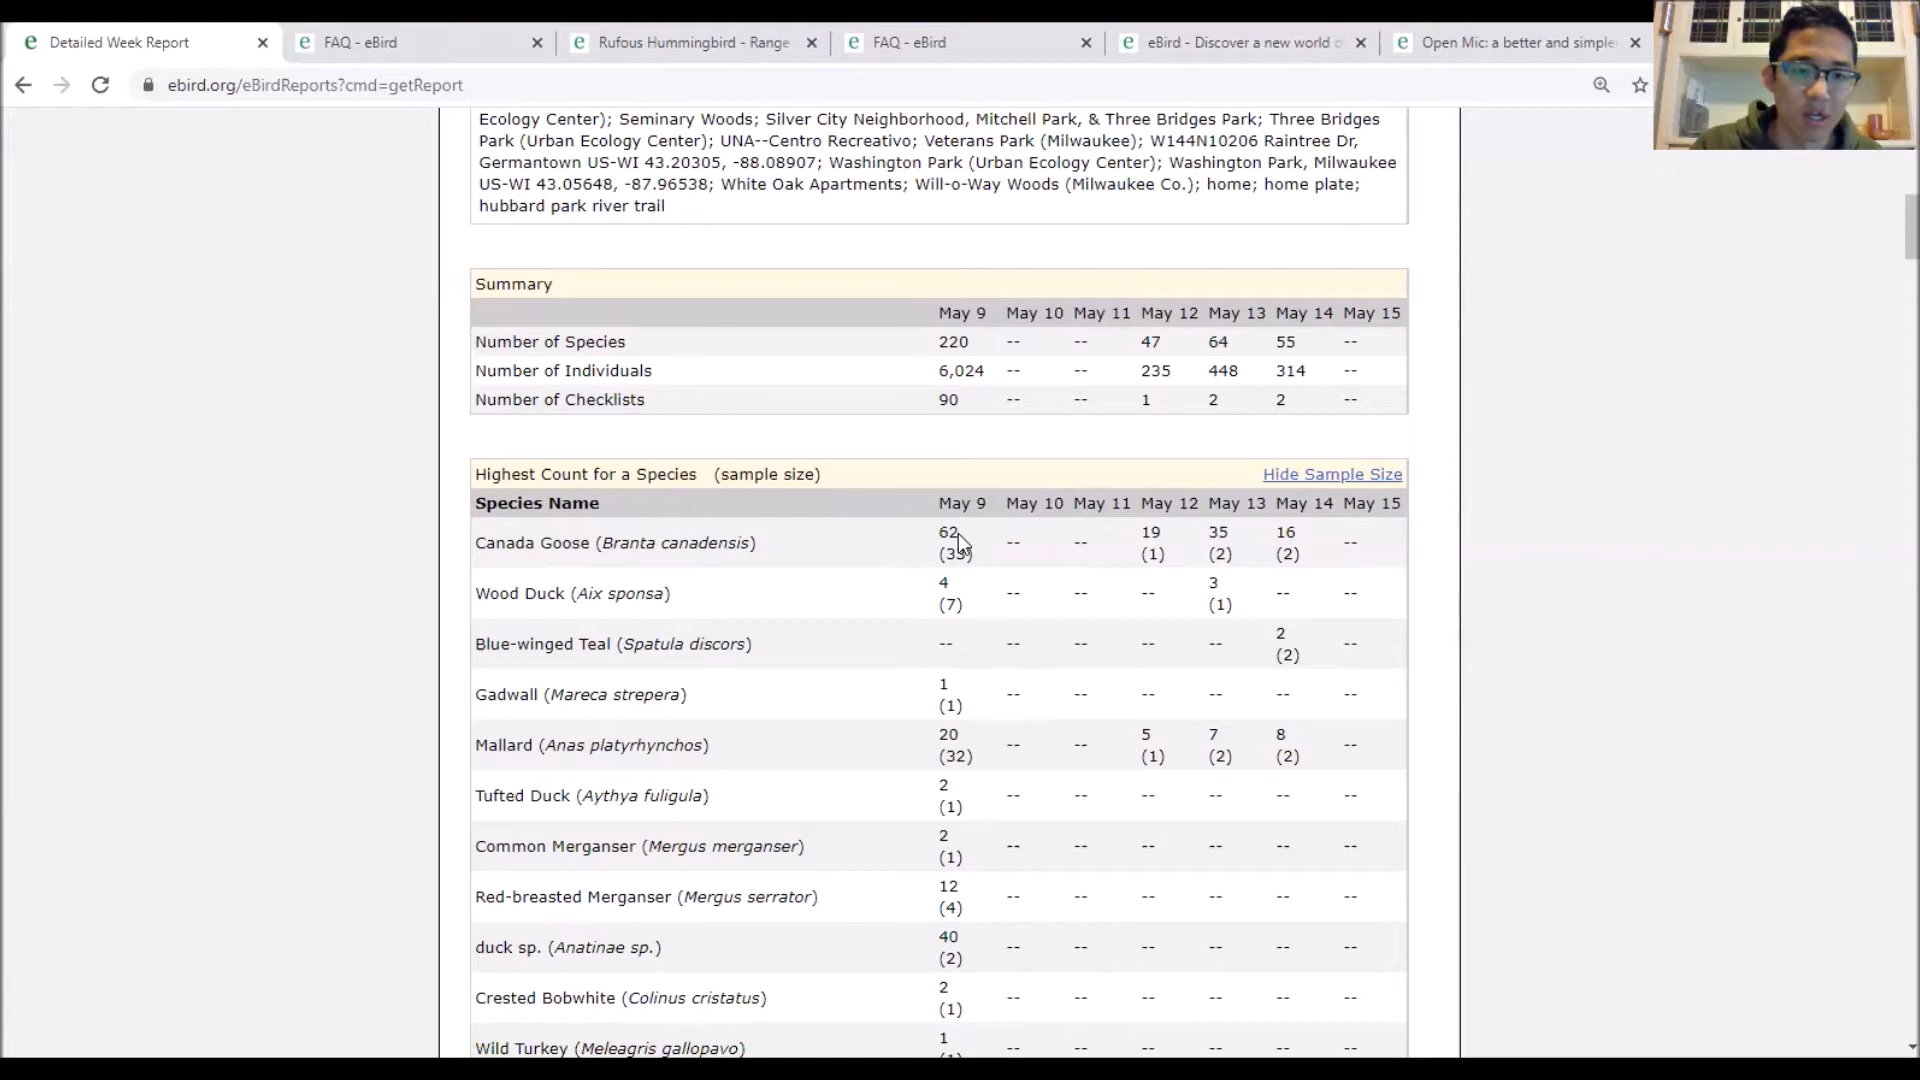 Detailed Week Report
FAQ - eBird
Rufous Hummingbird - Range
FAQ - eBird
eBird - Discover a new world o
Open Mic: a better and simple
ebird.org/eBirdReports?cmd=getReport
Ecology Center); Seminary Woods; Silver City Neighborhood, Mitchell Park, & Three Bridges Park; Three Bridges
Park (Urban Ecology Center); UNA--Centro Recreativo; Veterans Park (Milwaukee); W144N10206 Raintree Dr,
Germantown US-WI 43.20305, -88.08907; Washington Park (Urban Ecology Center); Washington Park, Milwaukee
US-WI 43.05648, -87.96538; White Oak Apartments; Will-o-Way Woods (Milwaukee Co.); home; home plate;
hubbard park river trail
Summary
May 9 May 10 May 11 May 12 May 13 May 14 May 15
Number of Species 220 -- -- 47 64 55 --
Number of Individuals 6,024 -- -- 235 448 314 --
Number of Checklists 90 -- -- 1 2 2 --
Highest Count for a Species (sample size) Hide Sample Size
Species Name May 9 May 10 May 11 May 12 May 13 May 14 May 15
Canada Goose (Branta canadensis) 62 -- -- 19 35 16 --
(1) (2) (2)
Wood Duck (Aix sponsa) 4 -- -- -- 3 -- --
(7) (1)
Blue-winged Teal (Spatula discors) -- -- -- -- -- 2 --
(2)
Gadwall (Mareca strepera) 1 -- -- -- -- -- --
(1)
Mallard (Anas platyrhynchos) 20 -- -- 5 7 8 --
(32) (1) (2) (2)
Tufted Duck (Aythya fuligula) 2 -- -- -- -- -- --
(1)
Common Merganser (Mergus merganser) 2 -- -- -- -- -- --
(1)
Red-breasted Merganser (Mergus serrator) 12 -- -- -- -- -- --
(4)
duck sp. (Anatinae sp.) 40 -- -- -- -- -- --
(2)
Crested Bobwhite (Colinus cristatus) 2 -- -- -- -- -- --
(1)
Wild Turkey (Meleagris gallopavo) 1 -- -- -- -- -- --